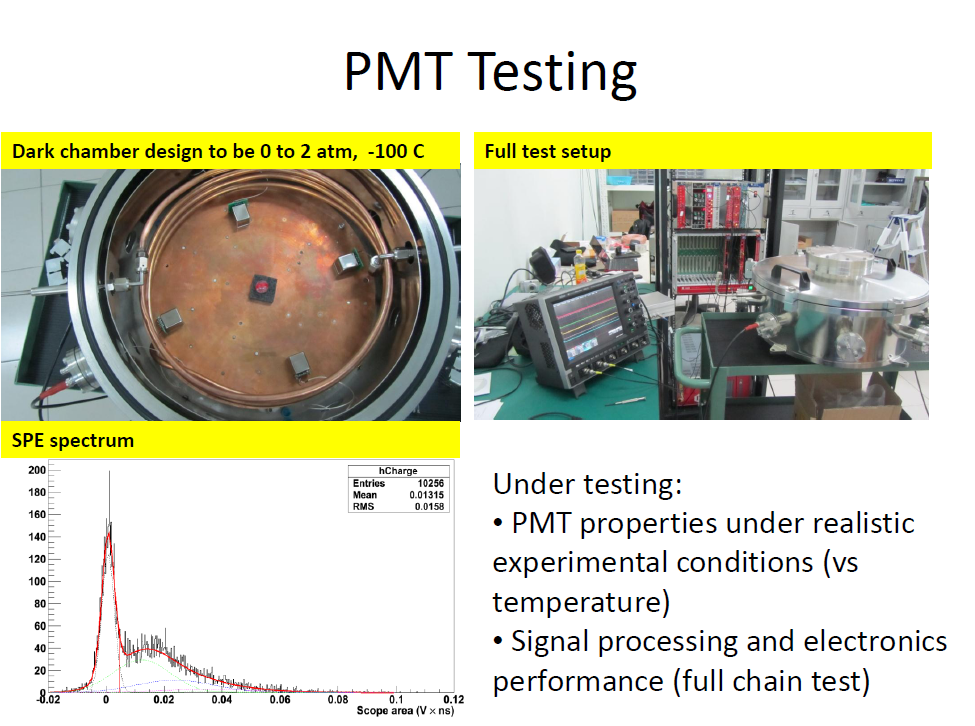 PMT Testing
Dark chamber design to be 0 to 2 atm, -100 C
Full test setup
SPE spectrum
hCharge
Entries 10256
Mean 0.01315
RMS 0.0158
200
180
160
140
120
100
80
60
40
20
0
-0.02 0 0.02 0.04 0.06 0.08 0.1 0.12
Scope area (V × ns)
Under testing:
• PMT properties under realistic
experimental conditions (vs
temperature)
• Signal processing and electronics
performance (full chain test)